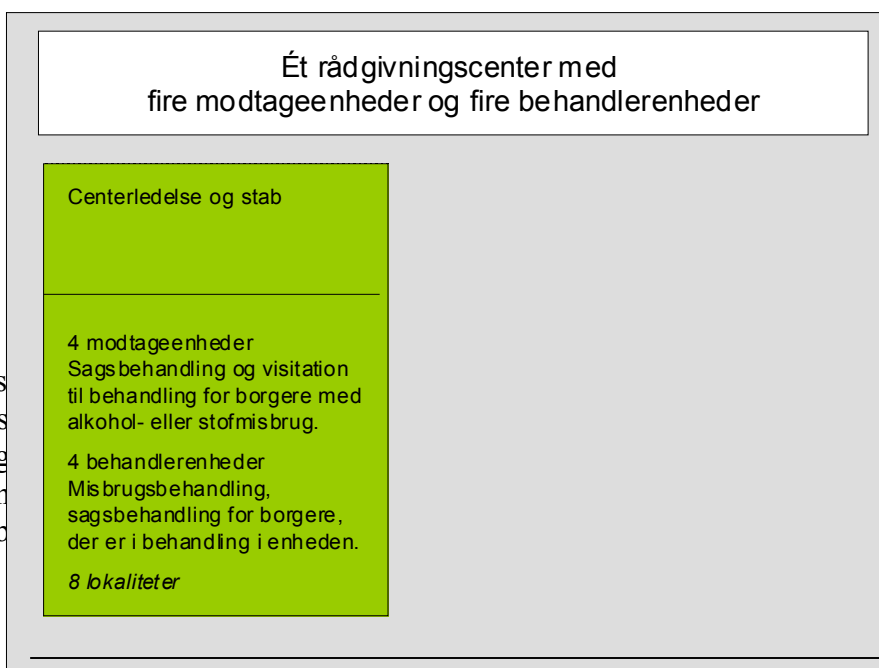 Ét rådgivningscenter med
fire modtageenheder og fire behandlerenheder
Centerledelse og stab
4 modtageenheder
Sagsbehandling og visitation
til behandling for borgere med
alkohol- eller stofmisbrug.
4 behandlerenheder
Misbrugsbehandling,
sagsbehandling for borgere,
der er i behandling i enheden.
8 lokaliteter